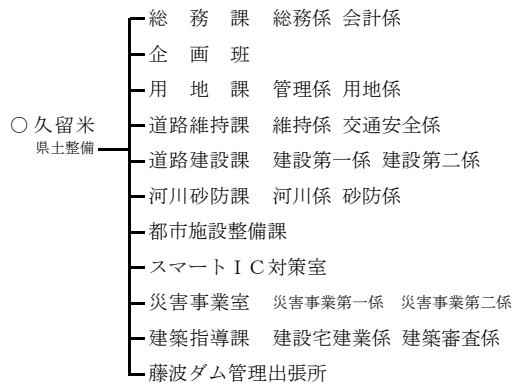 総務課 総務係 会計係
企画班
用地課 管理係 用地係
○久留米
道路維持課 維持係 交通安全係
県土整備
道路建設課 建設第一係 建設第二係
河川砂防課 河川係 砂防係
都市施設整備課
スマートIC対策室
災害事業室 災害事業第一係 災害事業第二係
建築指導課 建設宅建業係 建築審査係
藤波ダム管理出張所